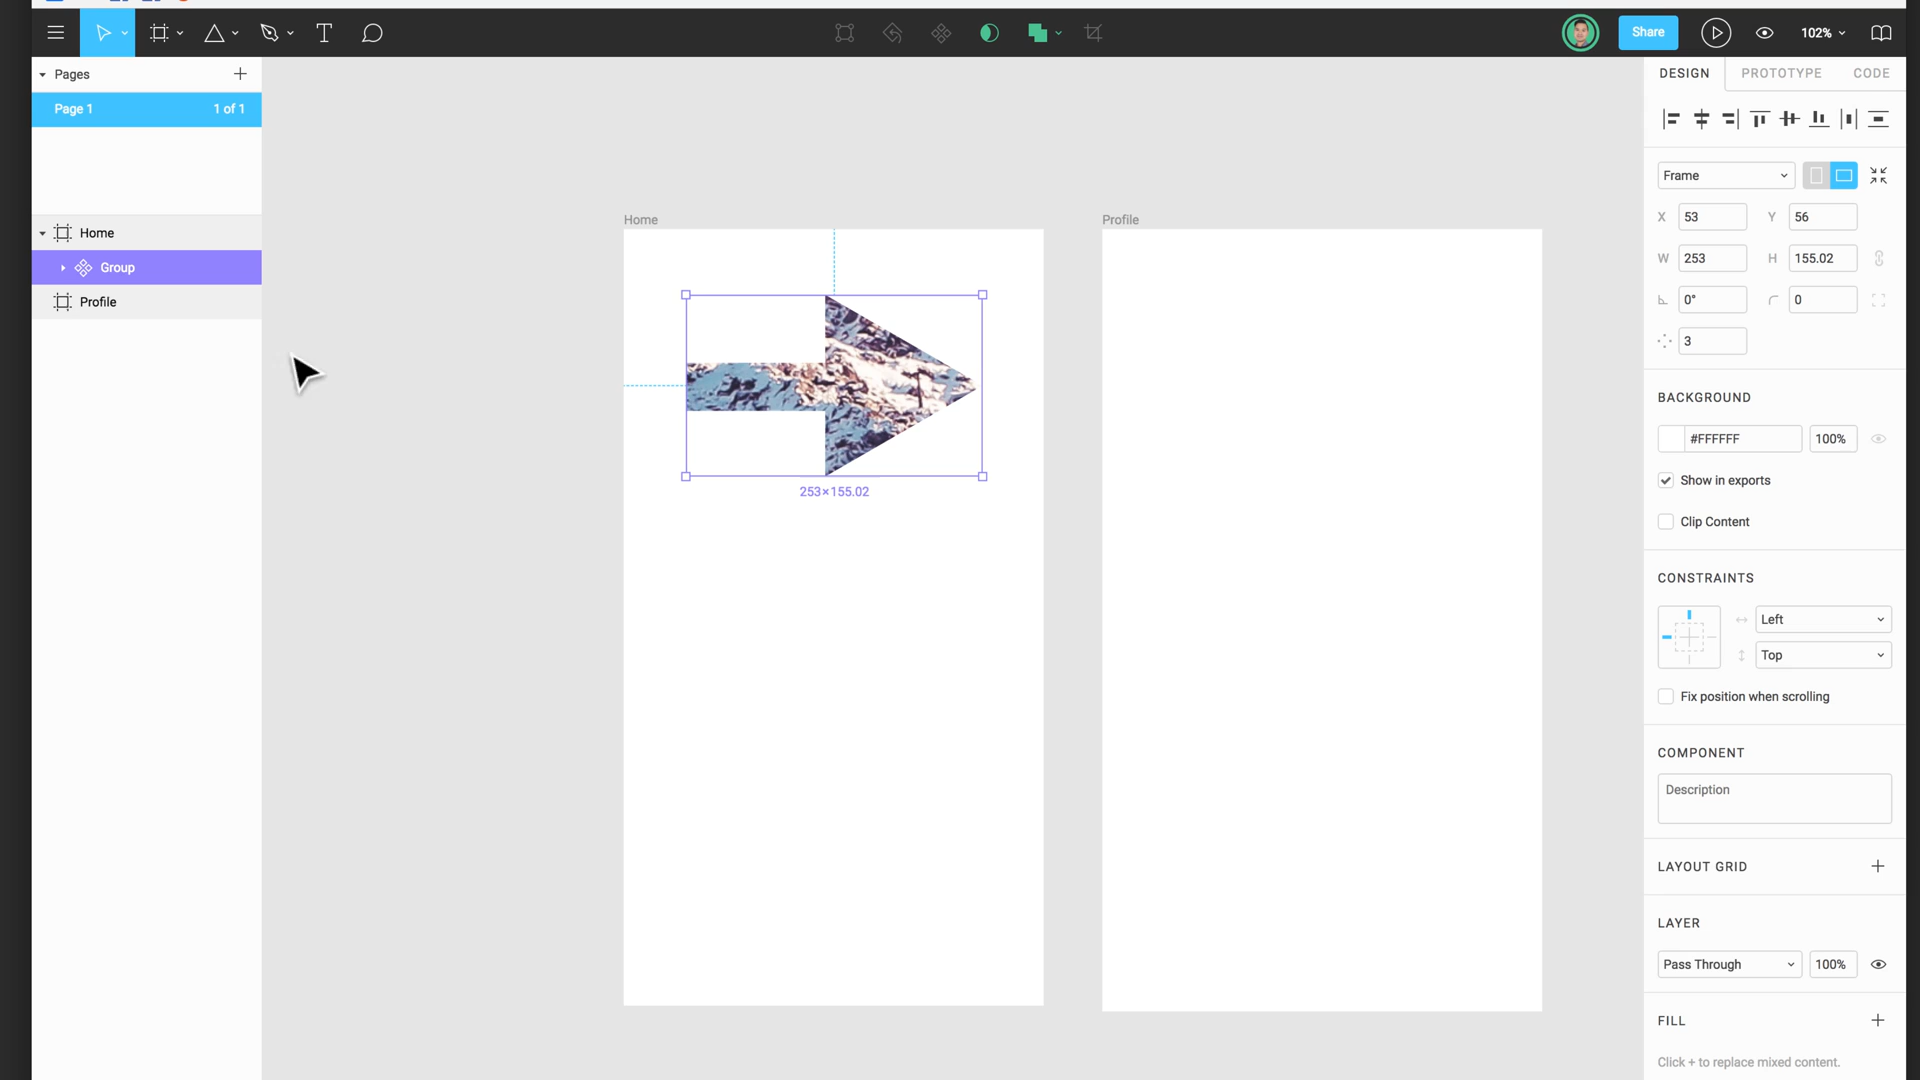 Share
102%
Pages
Page 1
1 of 1
Home
Group
Profile
Home
Profile
253×155.02
DESIGN
PROTOTYPE
CODE
Frame
X
53
Y
56
W
253
H
155.02
0°
0
3
BACKGROUND
#FFFFFF
100%
Show in exports
Clip Content
CONSTRAINTS
Left
Top
Fix position when scrolling
COMPONENT
Description
LAYOUT GRID
LAYER
Pass Through
100%
FILL
Click + to replace mixed content.